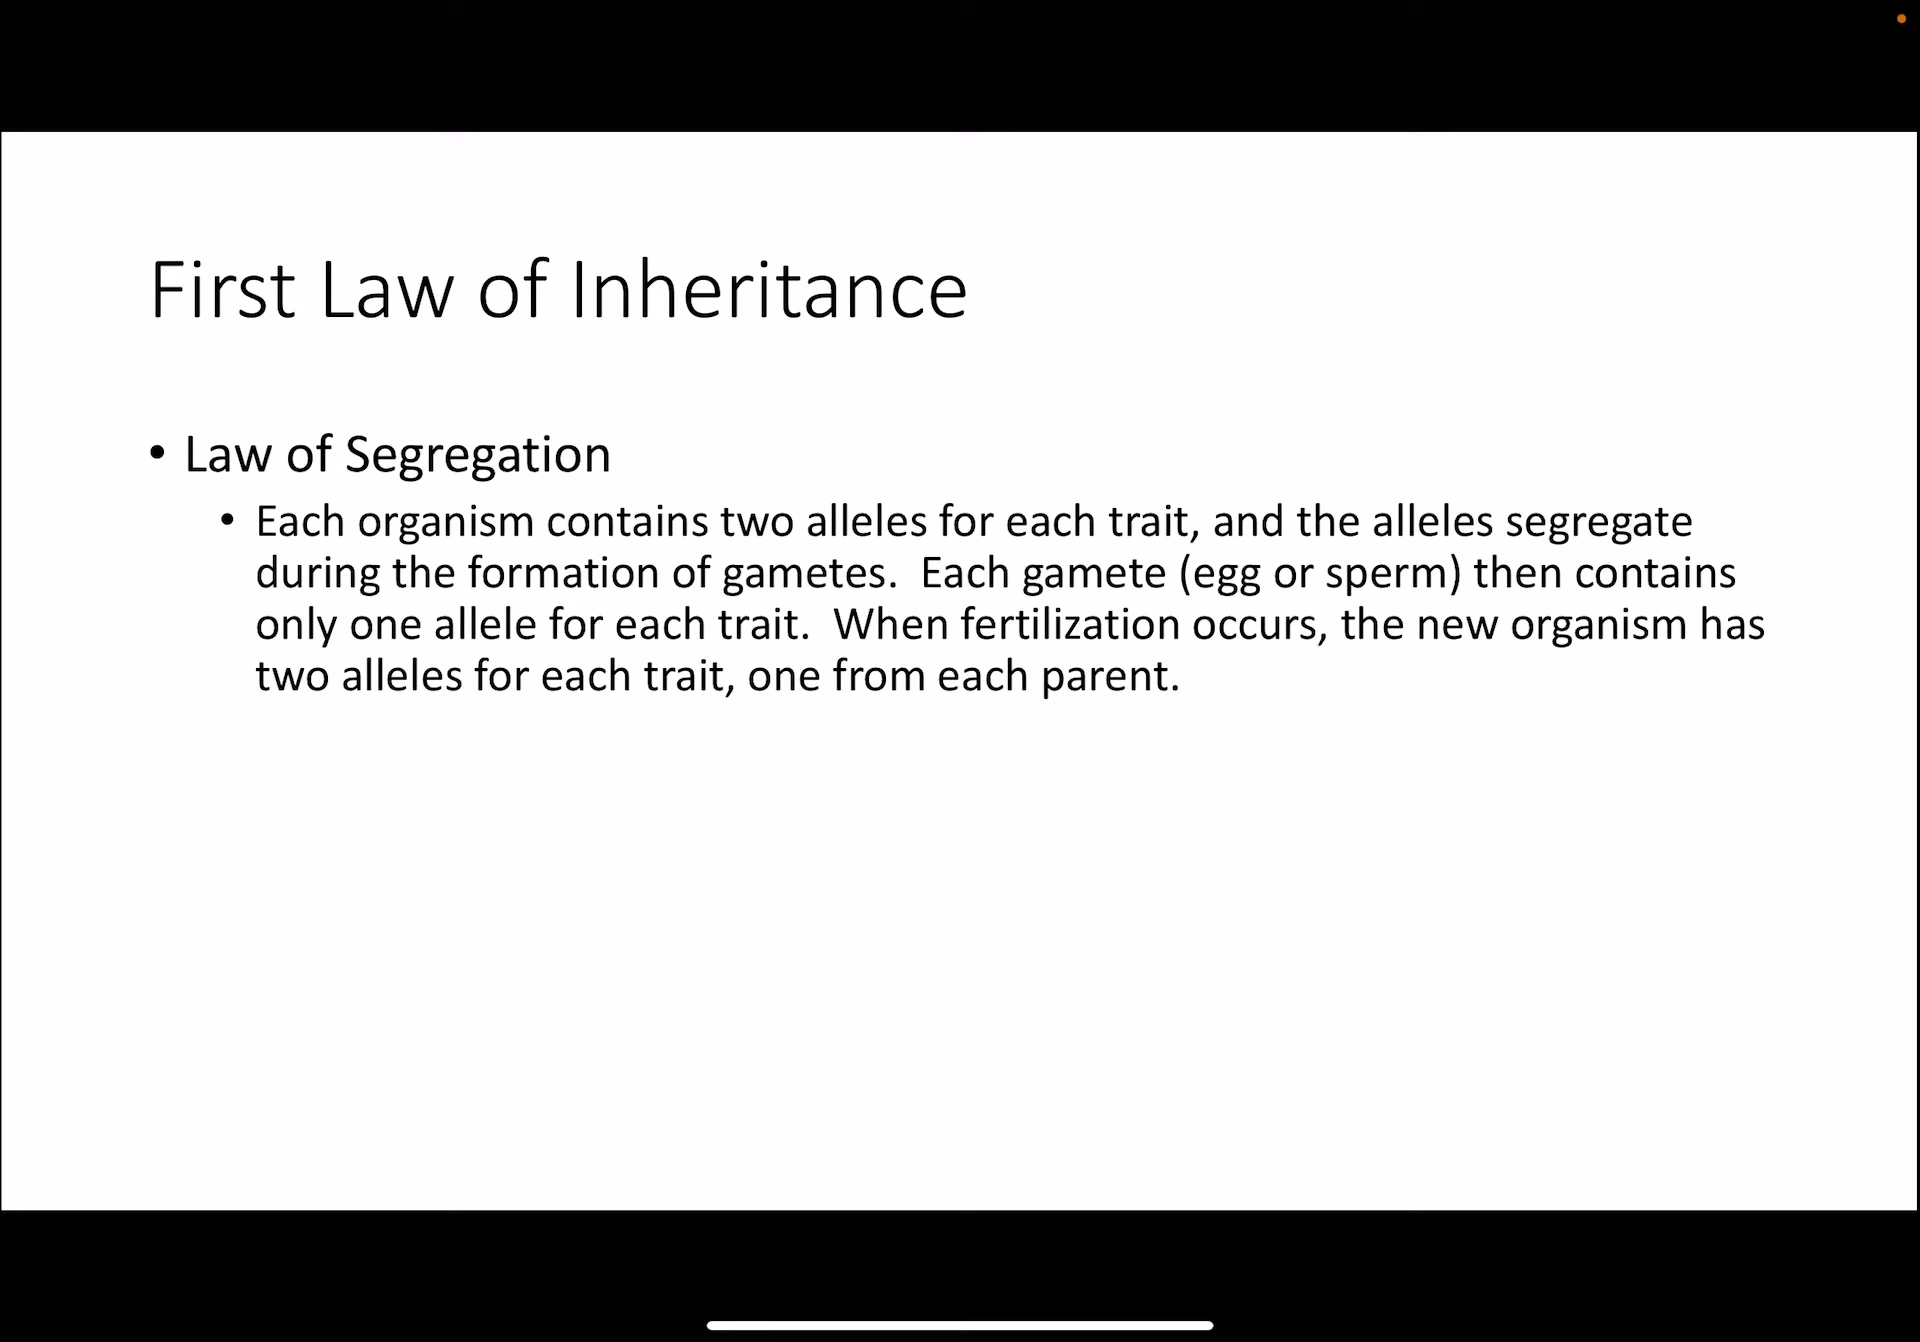 First Law of Inheritance
• Law of Segregation
• Each organism contains two alleles for each trait, and the alleles segregate
during the formation of gametes.  Each gamete (egg or sperm) then contains
only one allele for each trait.  When fertilization occurs, the new organism has
two alleles for each trait, one from each parent.